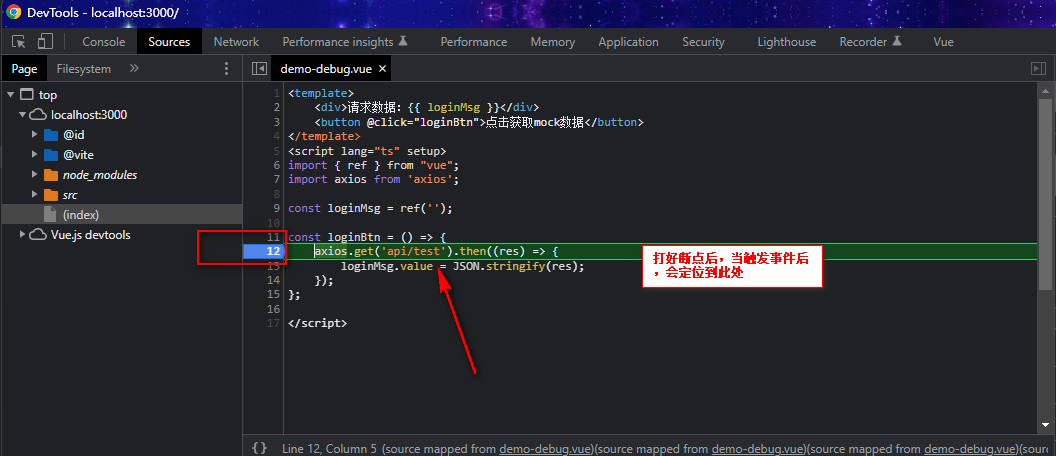 DevTools - localhost:3000/
Console Sources Network Performance insights Performance Memory Application Security Lighthouse Recorder Vue
Page Filesystem »
demo-debug.vue ×
top
localhost:3000
@id
@vite
node_modules
src
(index)
Vue.js devtools
1 <template>
2 <div>请求数据：{{ loginMsg }}</div>
3 <button @click="loginBtn">点击获取mock数据</button>
4 </template>
5 <script lang="ts" setup>
6 import { ref } from "vue";
7 import axios from 'axios';
8
9 const loginMsg = ref('');
10
11 const loginBtn = () => {
12 axios.get('api/test').then((res) => {
13 loginMsg.value = JSON.stringify(res);
14 });
15 };
16
17 </script>
打好断点后，当触发事件后
，会定位到此处
{} Line 12, Column 5 (source mapped from demo-debug.vue)(source mapped from demo-debug.vue)(source mapped from demo-debug.vue)(sourc